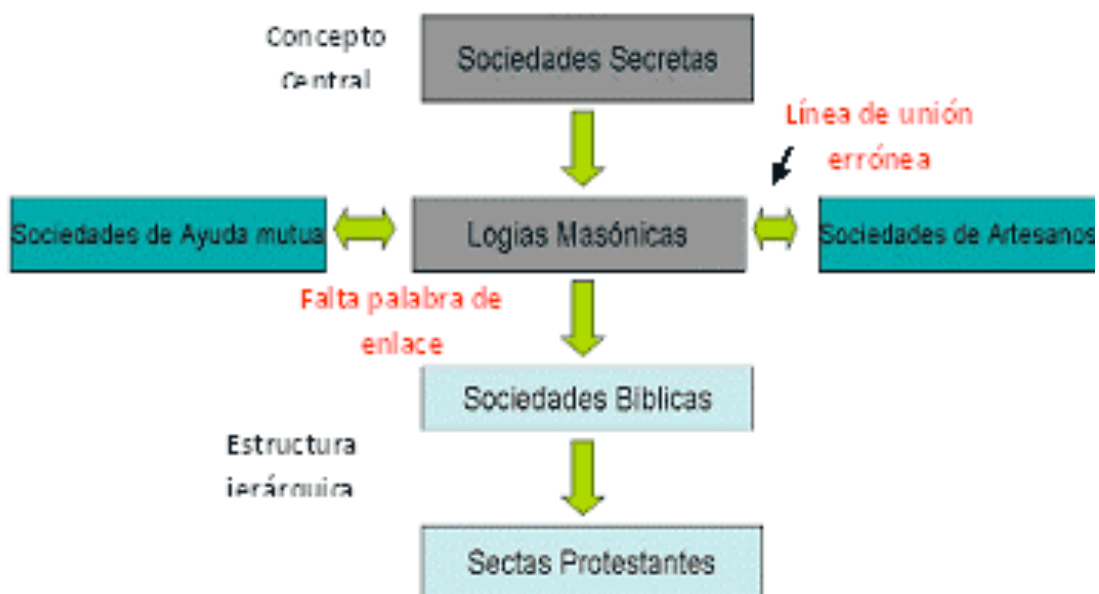 Concepto
Central
Sociedades Secretas
Línea de unión
errónea
Sociedades de Ayuda mutua
Logias Masónicas
Sociedades de Artesanos
Falta palabra de
enlace
Sociedades Bíblicas
Estructura
jerárquica
Sectas Protestantes